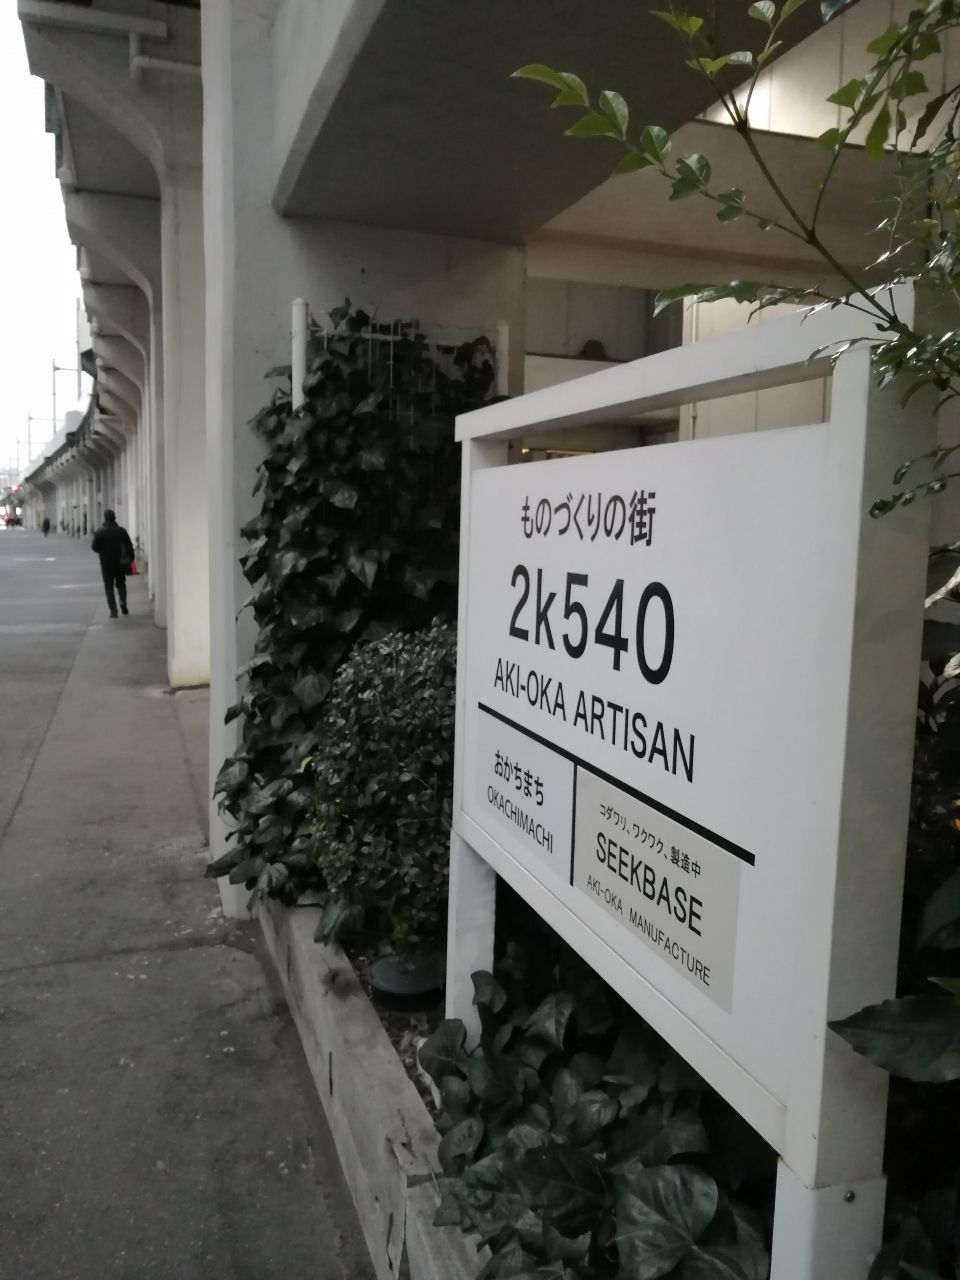 ものづくりの街
2k540
AKI-OKA ARTISAN
おかちまち
OKACHIMACHI
コダワリ、ワクワク、製造中
SEEKBASE
AKI-OKA MANUFACTURE